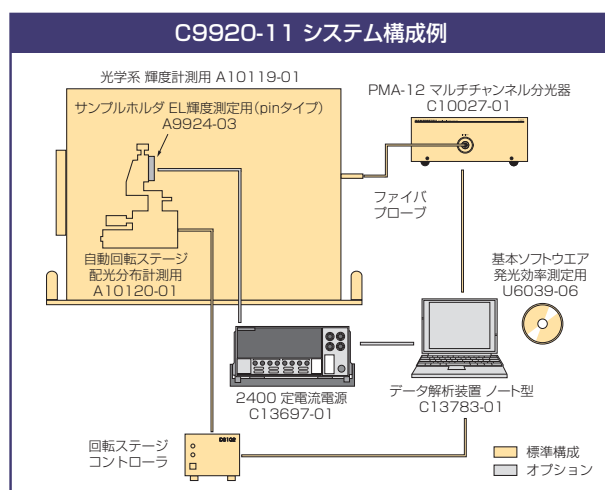 C9920-11 システム構成例
光学系 輝度計測用 A10119-01
サンプルホルダ EL輝度測定用(pinタイプ)
A9924-03
PMA-12 マルチチャンネル分光器
C10027-01
ファイバ
プローブ
自動回転ステージ
配光分布計測用
A10120-01
基本ソフトウエア
発光効率測定用
U6039-06
2400 定電流電源
C13697-01
データ解析装置 ノート型
C13783-01
回転ステージ
コントローラ
標準構成
オプション